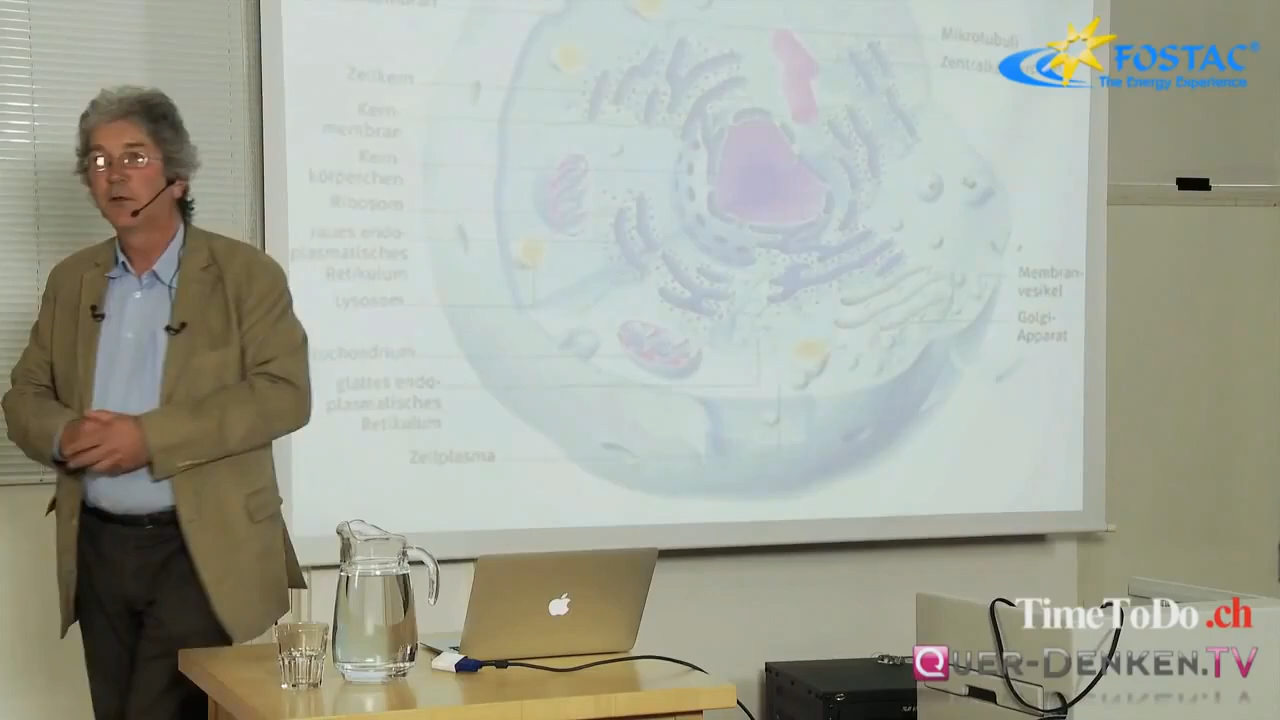 Zellkern
Kern-
membran
Kern-
körperchen
Ribosom
raues endo-
plasmatisches
Retikulum
Lysosom
Mitochondrium
glattes endo-
plasmatisches
Retikulum
Zellplasma
Mikrotubuli
Membran-
vesikel
Golgi-
Apparat
FOSTAC®
The Energy Experience
TimeToDo.ch
QUER-DENKEN.TV